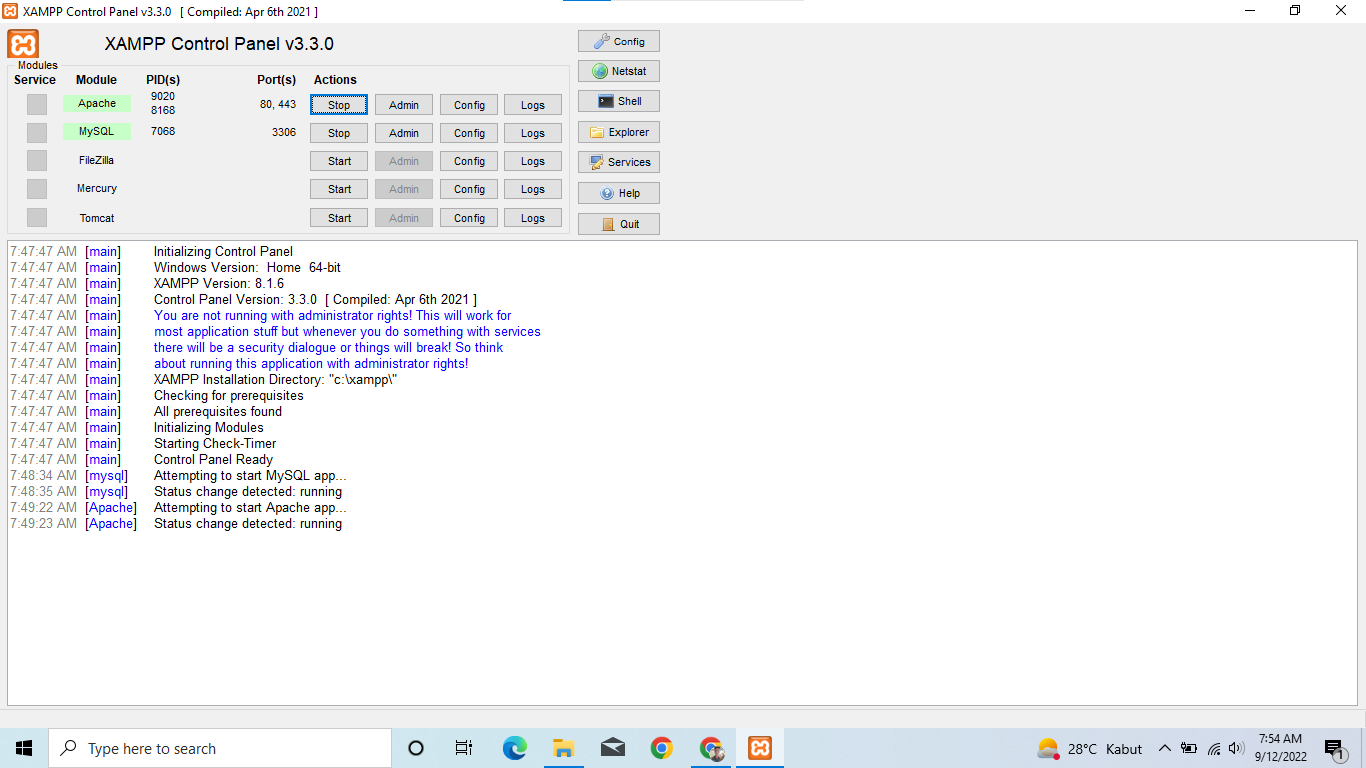 XAMPP Control Panel v3.3.0 [ Compiled: Apr 6th 2021 ]
XAMPP Control Panel v3.3.0
Config
Modules
Service Module PID(s) Port(s) Actions
Netstat
Apache 9020 8168 80, 443 Stop Admin Config Logs
Shell
MySQL 7068 3306 Stop Admin Config Logs
Explorer
FileZilla Start Admin Config Logs
Services
Mercury Start Admin Config Logs
Help
Tomcat Start Admin Config Logs
Quit
7:47:47 AM [main] Initializing Control Panel
7:47:47 AM [main] Windows Version: Home 64-bit
7:47:47 AM [main] XAMPP Version: 8.1.6
7:47:47 AM [main] Control Panel Version: 3.3.0 [ Compiled: Apr 6th 2021 ]
7:47:47 AM [main] You are not running with administrator rights! This will work for
7:47:47 AM [main] most application stuff but whenever you do something with services
7:47:47 AM [main] there will be a security dialogue or things will break! So think
7:47:47 AM [main] about running this application with administrator rights!
7:47:47 AM [main] XAMPP Installation Directory: "c:\xampp\"
7:47:47 AM [main] Checking for prerequisites
7:47:47 AM [main] All prerequisites found
7:47:47 AM [main] Initializing Modules
7:47:47 AM [main] Starting Check-Timer
7:47:47 AM [main] Control Panel Ready
7:48:34 AM [mysql] Attempting to start MySQL app...
7:48:35 AM [mysql] Status change detected: running
7:49:22 AM [Apache] Attempting to start Apache app...
7:49:23 AM [Apache] Status change detected: running
Type here to search
28°C Kabut
7:54 AM
9/12/2022
1